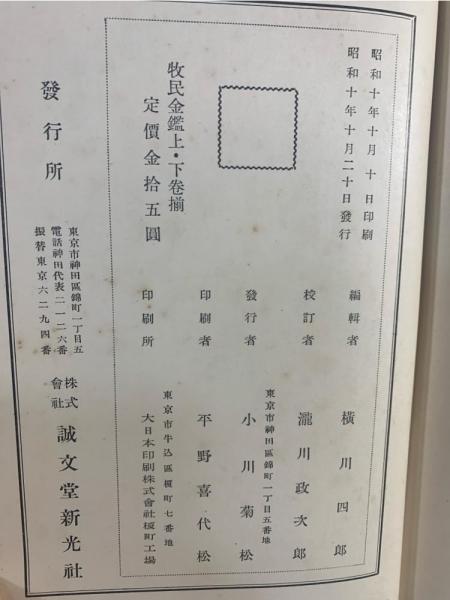 昭和十年十月十日印刷
昭和十年十月二十日發行
牧民金鑑上・下卷揃
定價金拾五圓
編輯者 橫川四郎
校訂者 瀧川政次郎
東京市神田區錦町一丁目五番地
發行者 小川菊松
印刷者 平野喜代松
東京市牛込區榎町七番地
印刷所 大日本印刷株式會社榎町工場
發行所
東京市神田區錦町一丁目五
電話神田代表二一二六番
振替東京六二九四番
株式會社 誠文堂新光社